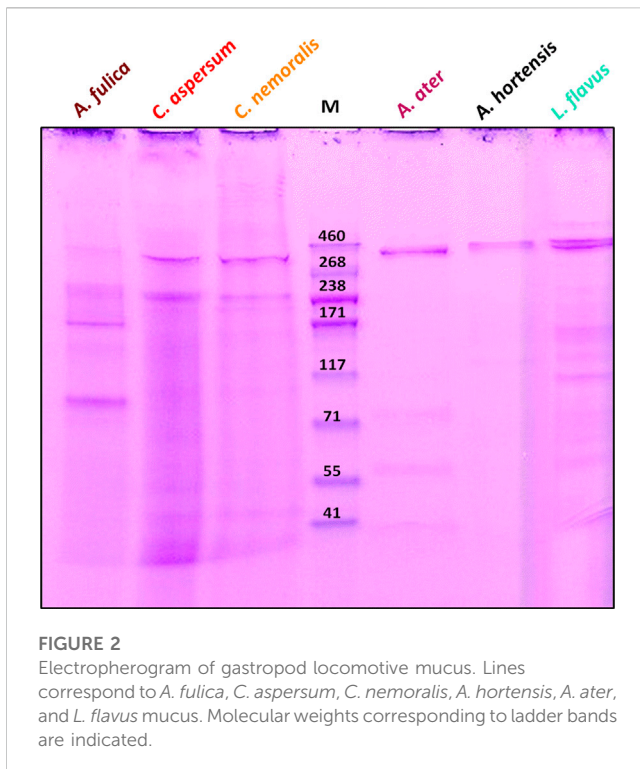 A. fulica C. aspersum C. nemoralis M A. ater A. hortensis L. flavus
460
268
238
171
117
71
55
41
FIGURE 2
Electropherogram of gastropod locomotive mucus. Lines
correspond to A. fulica, C. aspersum, C. nemoralis, A. hortensis, A. ater,
and L. flavus mucus. Molecular weights corresponding to ladder bands
are indicated.